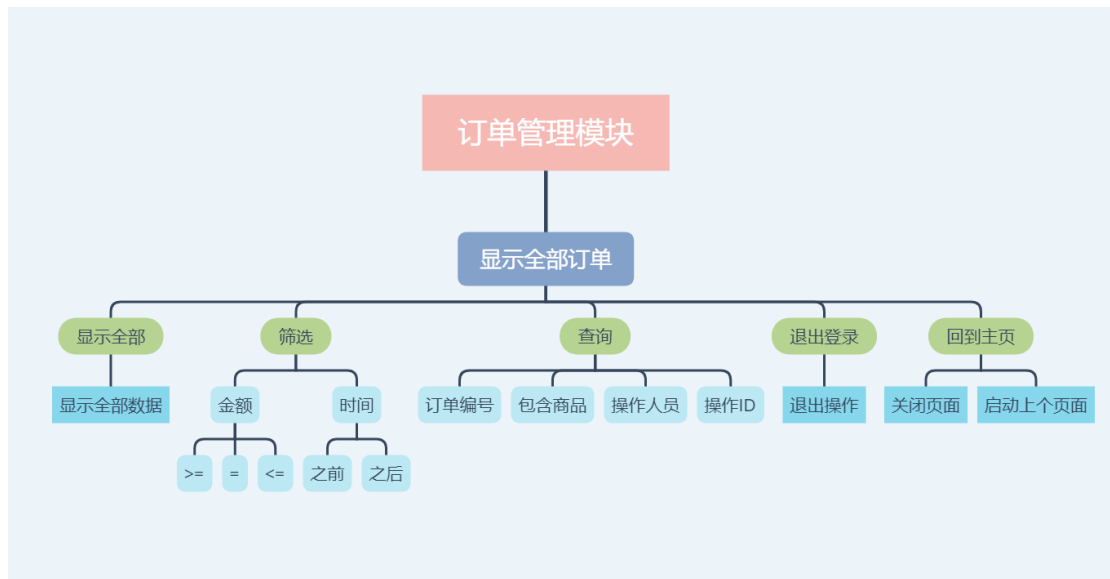 订单管理模块
显示全部订单
显示全部
筛选
查询
退出登录
回到主页
显示全部数据
金额
时间
订单编号
包含商品
操作人员
操作ID
退出操作
关闭页面
启动上个页面
>=
=
<=
之前
之后